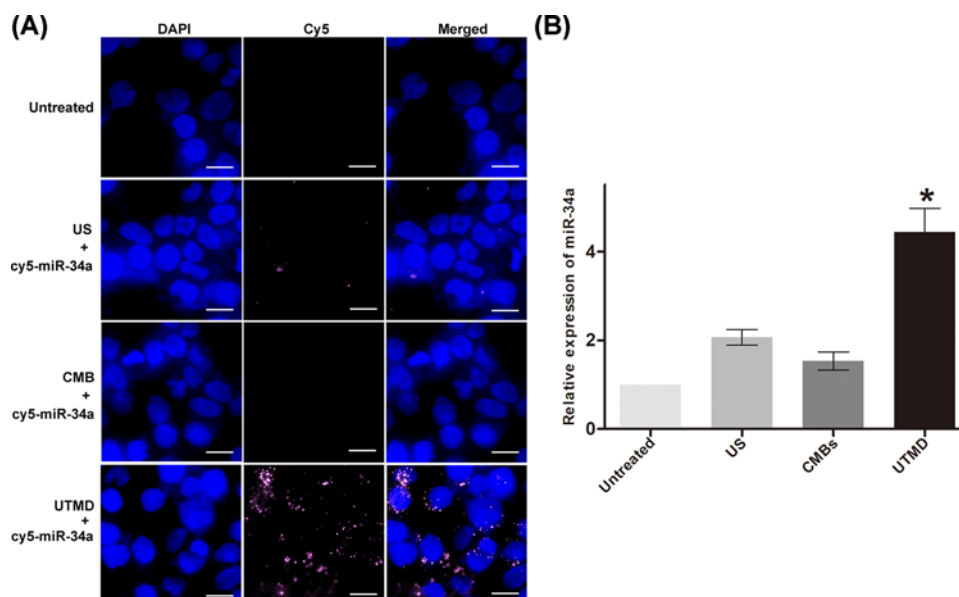 (A)
DAPI Cy5 Merged
Untreated
US
+
cy5-miR-34a
CMB
+
cy5-miR-34a
UTMD
+
cy5-miR-34a
(B)
Relative expression of miR-34a
4
2
0
*
Untreated
US
CMBs
UTMD